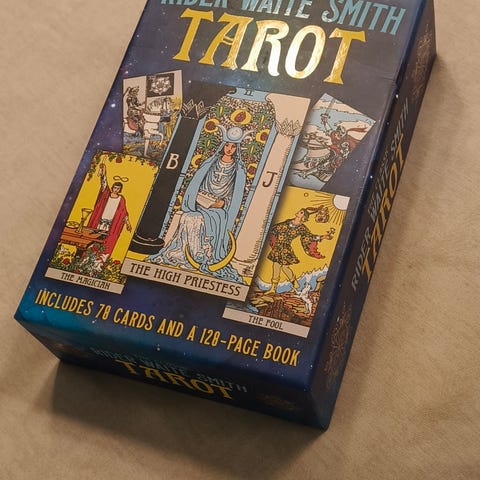 RIDER WAITE SMITH
TAROT
II
B
J
THE MAGICIAN
THE HIGH PRIESTESS
THE FOOL
INCLUDES 78 CARDS AND A 128-PAGE BOOK
RIDER WAITE SMITH
TAROT
RIDER WAITE SMITH
TAROT